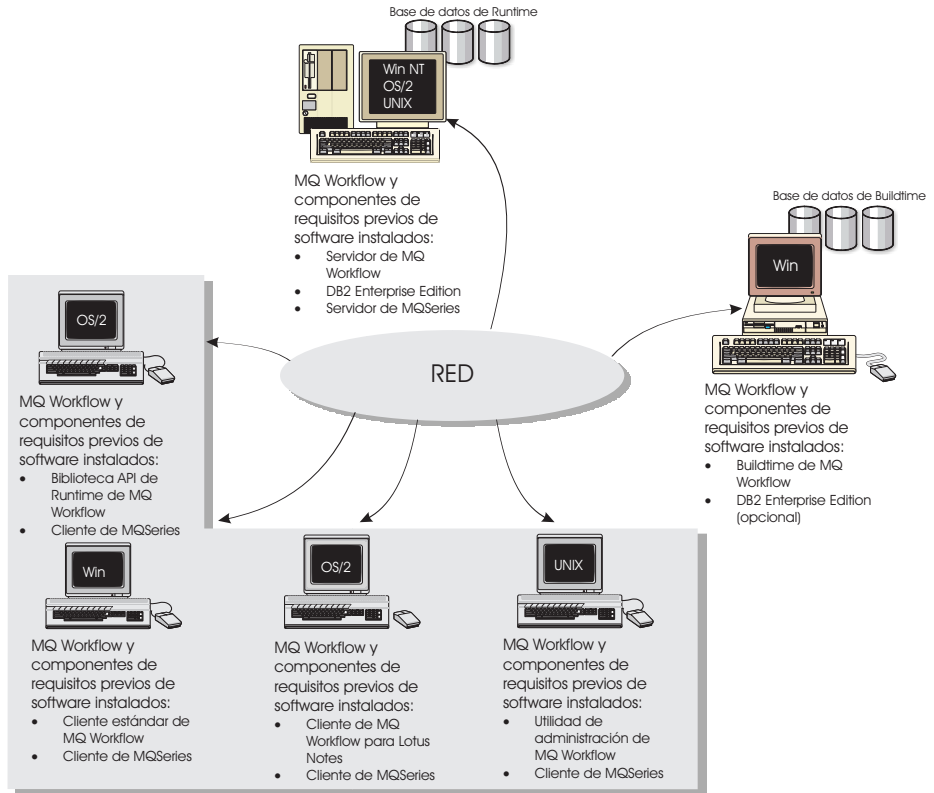 Base de datos de Runtime
Win NT
OS/2
UNIX
MQ Workflow y
componentes de
requisitos previos de
software instalados:
• Servidor de MQ
Workflow
• DB2 Enterprise Edition
• Servidor de MQSeries
Base de datos de Buildtime
Win
MQ Workflow y
componentes de
requisitos previos de
software instalados:
• Buildtime de MQ
Workflow
• DB2 Enterprise Edition
(opcional)
RED
OS/2
MQ Workflow y
componentes de
requisitos previos de
software instalados:
• Biblioteca API de
Runtime de MQ
Workflow
• Cliente de MQSeries
Win
MQ Workflow y
componentes de
requisitos previos de
software instalados:
• Cliente estándar de
MQ Workflow
• Cliente de MQSeries
OS/2
MQ Workflow y
componentes de
requisitos previos de
software instalados:
• Cliente de MQ
Workflow para Lotus
Notes
• Cliente de MQSeries
UNIX
MQ Workflow y
componentes de
requisitos previos de
software instalados:
• Utilidad de
administración de
MQ Workflow
• Cliente de MQSeries